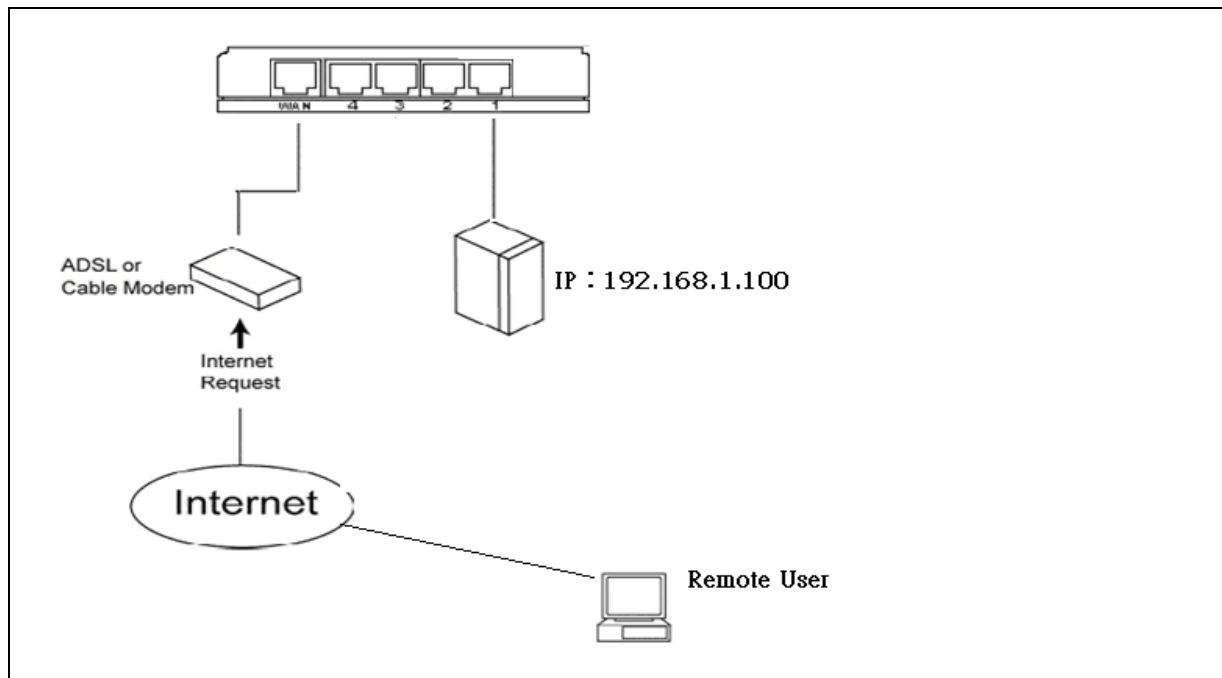 WAN 4 3 2 1
ADSL or
Cable Modem
IP : 192.168.1.100
Internet
Request
Internet
Remote User